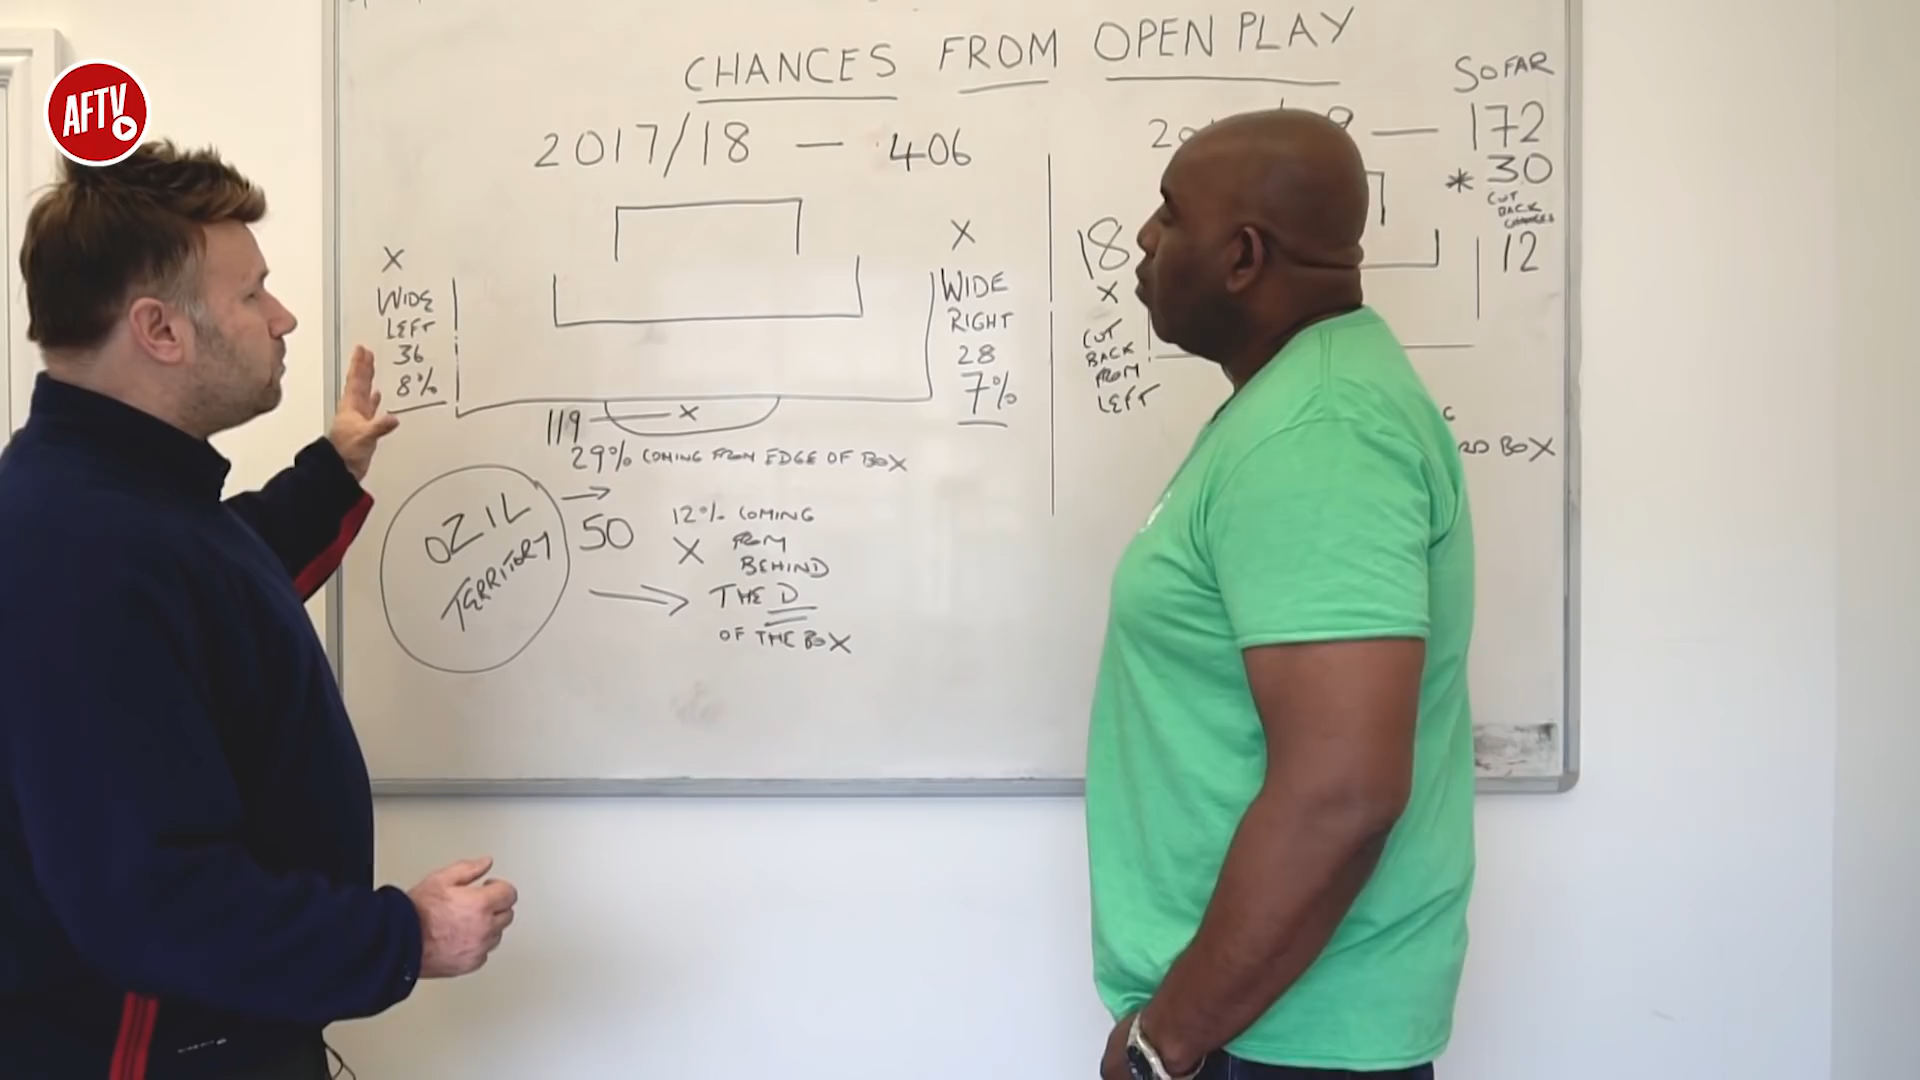 AFTV
CHANCES FROM OPEN PLAY
SO FAR
2017/18 — 406
— 172
* 30
CUT
BACK
CHANCES
12
X
WIDE
LEFT
36
8%
X
WIDE
RIGHT
28
7%
119 — X
29% COMING FROM EDGE OF BOX
OZIL
TERRITORY
50
12% COMING
X FROM
BEHIND
THE D
OF THE BOX
18
X
CUT
BACK
FROM
LEFT
BOX